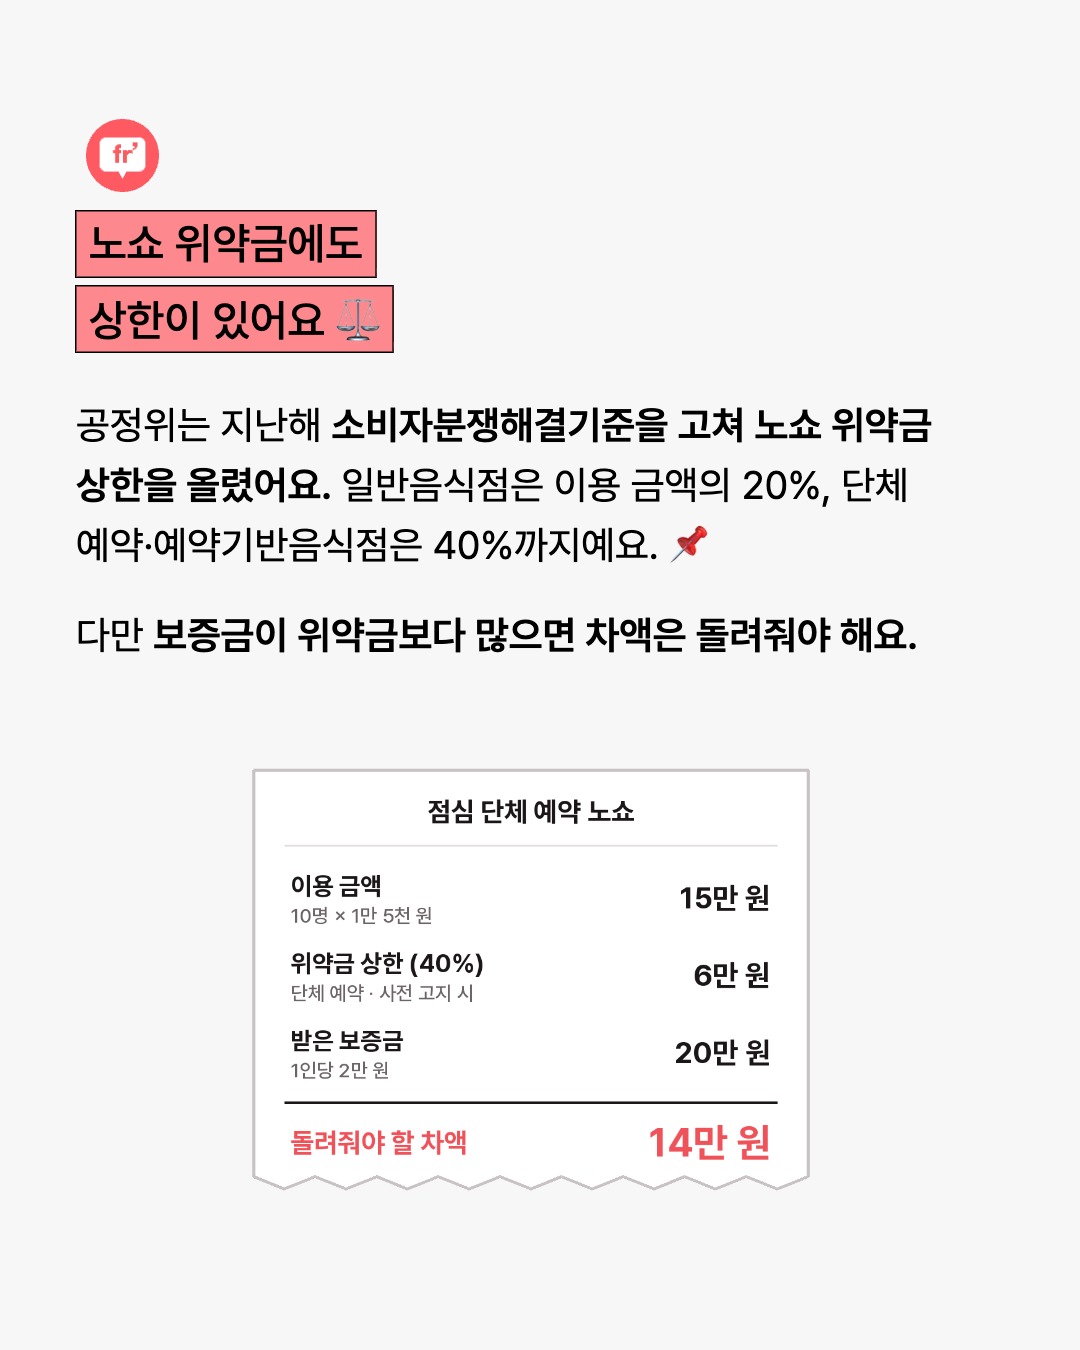 fr’
노쇼 위약금에도
상한이 있어요 ⚖️
공정위는 지난해 소비자분쟁해결기준을 고쳐 노쇼 위약금
상한을 올렸어요. 일반음식점은 이용 금액의 20%, 단체
예약·예약기반음식점은 40%까지예요. 📌
다만 보증금이 위약금보다 많으면 차액은 돌려줘야 해요.
점심 단체 예약 노쇼
이용 금액 15만 원
10명 × 1만 5천 원
위약금 상한 (40%) 6만 원
단체 예약 · 사전 고지 시
받은 보증금 20만 원
1인당 2만 원
돌려줘야 할 차액 14만 원